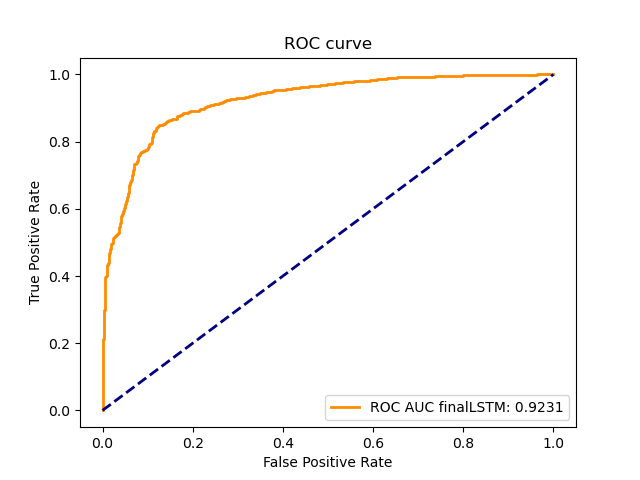 ROC curve
True Positive Rate
1.0
0.8
0.6
0.4
0.2
0.0
ROC AUC finalLSTM: 0.9231
0.0 0.2 0.4 0.6 0.8 1.0
False Positive Rate